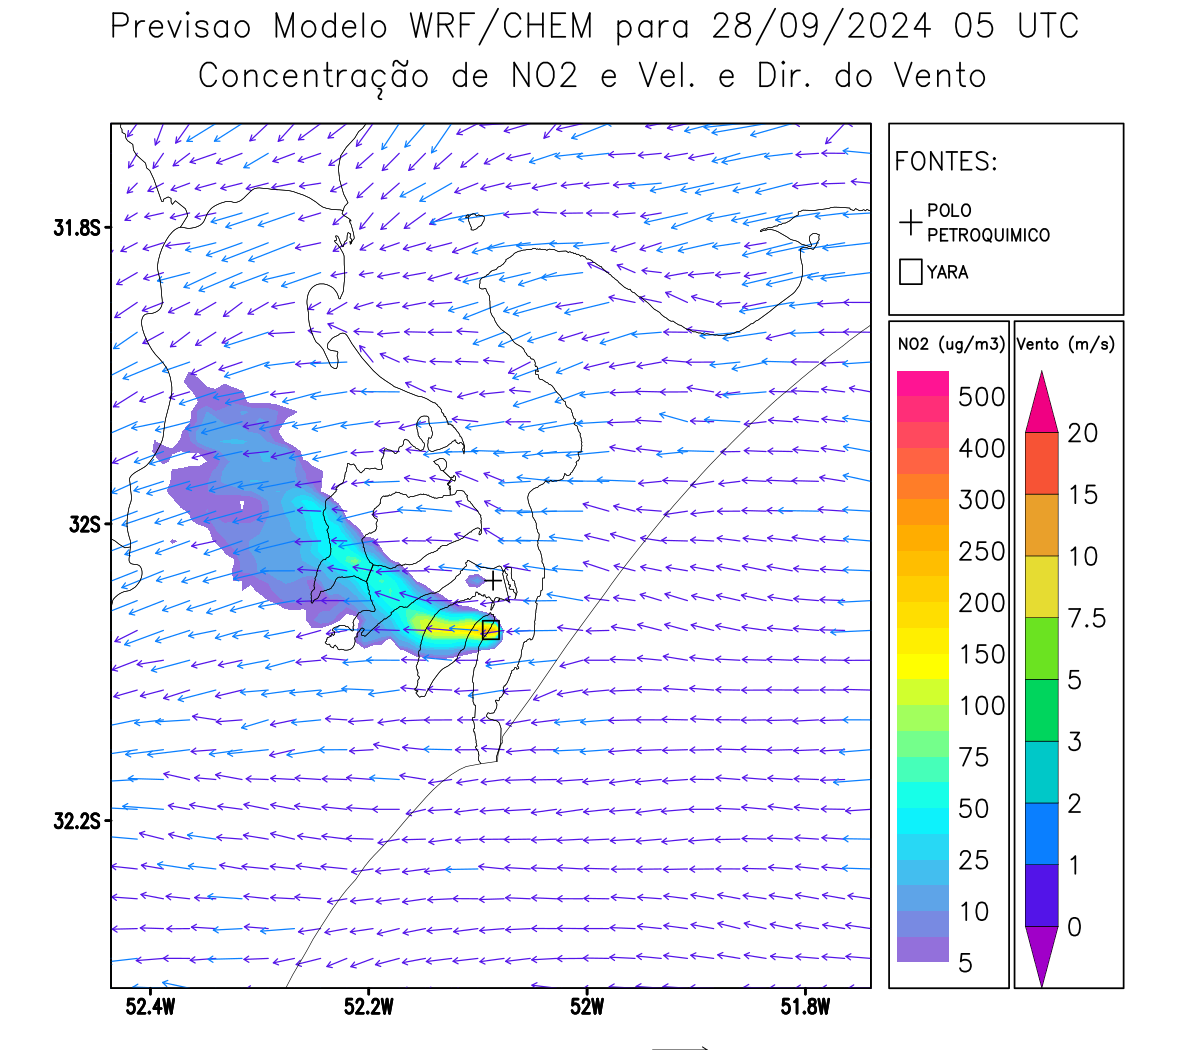 Previsao Modelo WRF/CHEM para 28/09/2024 05 UTC
Concentração de NO2 e Vel. e Dir. do Vento
FONTES:
POLO
PETROQUIMICO
YARA
NO2 (ug/m3)
500
400
300
250
200
150
100
75
50
25
10
5
Vento (m/s)
20
15
10
7.5
5
3
2
1
0
31.8S
32S
32.2S
52.4W
52.2W
52W
51.8W